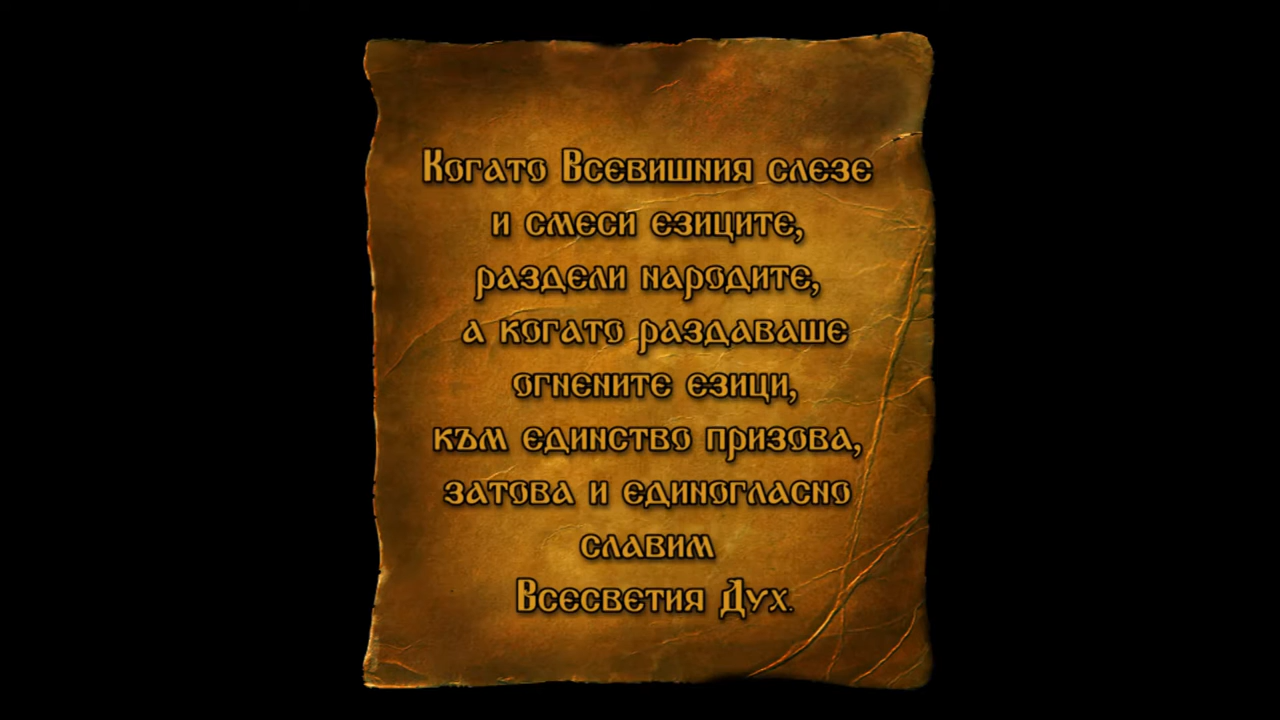 Когато Всевишния слезе
и смеси езиците,
раздели народите,
а когато раздаваше
огнените езици,
към единство призова,
затова и единогласно
славим
Всесветия Дух.